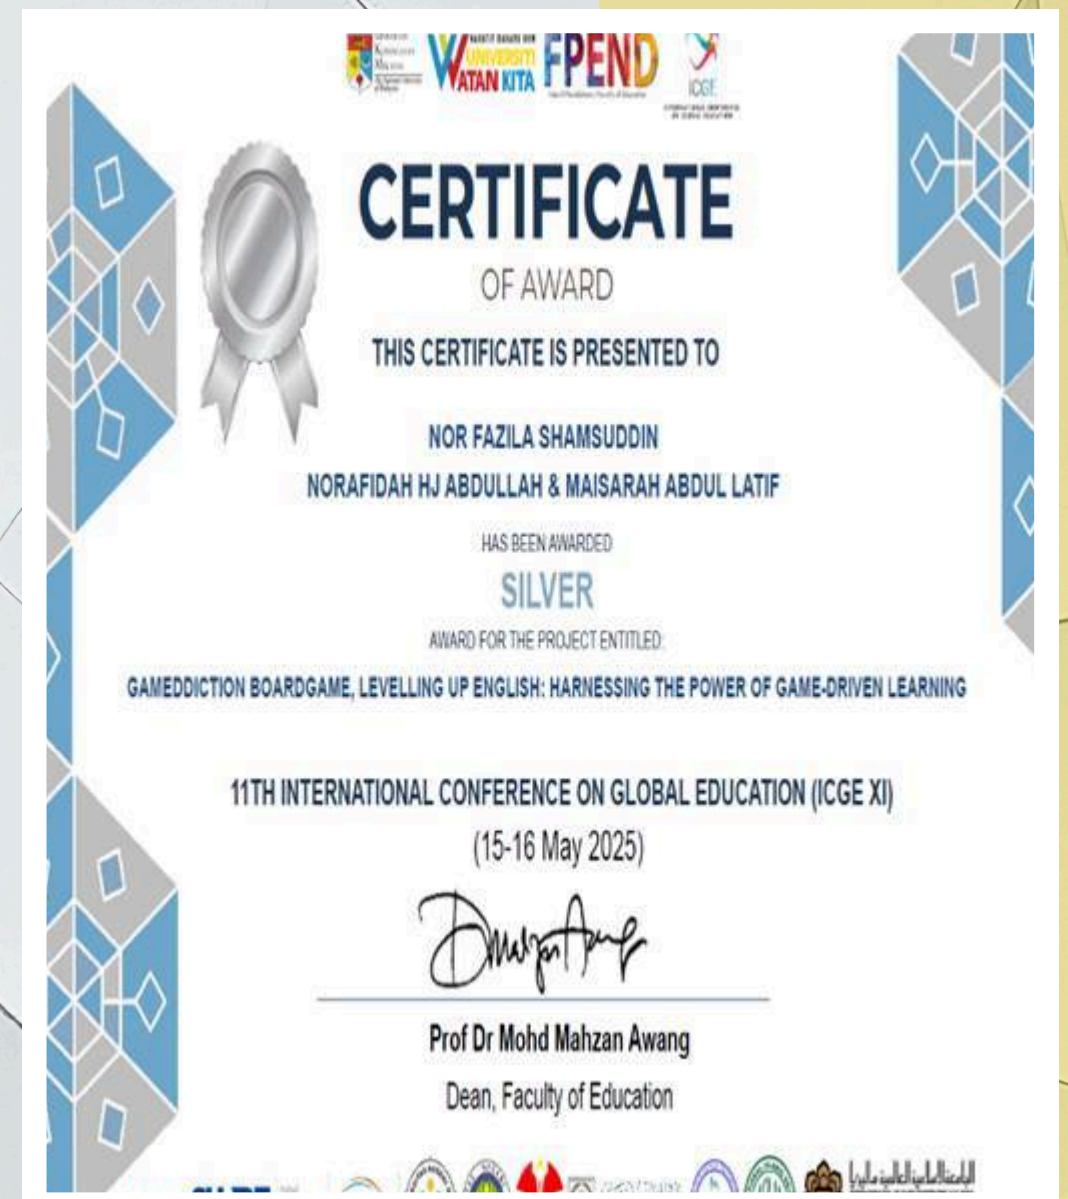 UNIVERSITI
WATAN KITA
FPEND
ICGE
CERTIFICATE
OF AWARD
THIS CERTIFICATE IS PRESENTED TO
NOR FAZILA SHAMSUDDIN
NORAFIDAH HJ ABDULLAH & MAISARAH ABDUL LATIF
HAS BEEN AWARDED
SILVER
AWARD FOR THE PROJECT ENTITLED:
GAMEDDICTION BOARDGAME, LEVELLING UP ENGLISH: HARNESSING THE POWER OF GAME-DRIVEN LEARNING
11TH INTERNATIONAL CONFERENCE ON GLOBAL EDUCATION (ICGE XI)
(15-16 May 2025)
Prof Dr Mohd Mahzan Awang
Dean, Faculty of Education